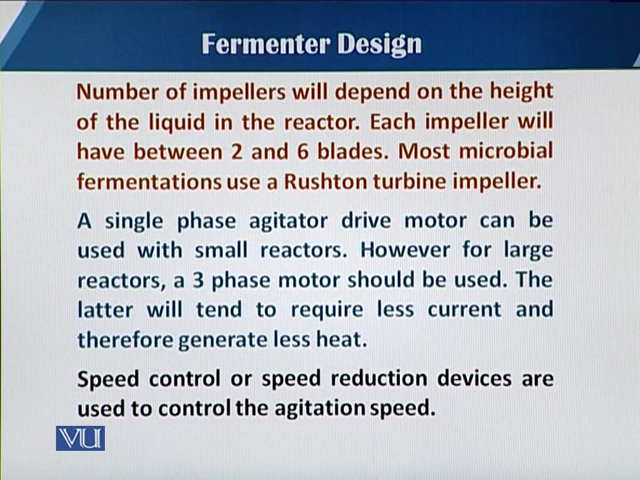 Fermenter Design
Number of impellers will depend on the height
of the liquid in the reactor. Each impeller will
have between 2 and 6 blades. Most microbial
fermentations use a Rushton turbine impeller.
A single phase agitator drive motor can be
used with small reactors. However for large
reactors, a 3 phase motor should be used. The
latter will tend to require less current and
therefore generate less heat.
Speed control or speed reduction devices are
used to control the agitation speed.
VU